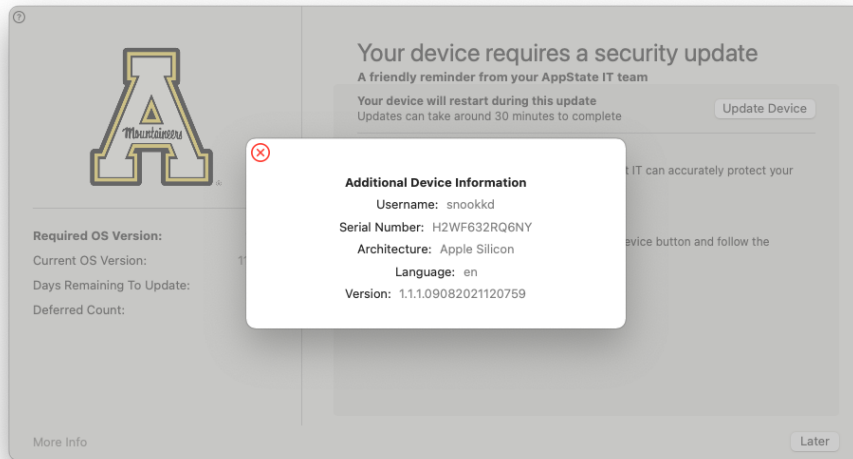 ?
Mountaineers
Your device requires a security update
A friendly reminder from your AppState IT team
Your device will restart during this update
Updates can take around 30 minutes to complete
Update Device
IT can accurately protect your
device button and follow the
Required OS Version:
Current OS Version:
Days Remaining To Update:
Deferred Count:
Additional Device Information
Username: snookkd
Serial Number: H2WF632RQ6NY
Architecture: Apple Silicon
Language: en
Version: 1.1.1.09082021120759
More Info
Later